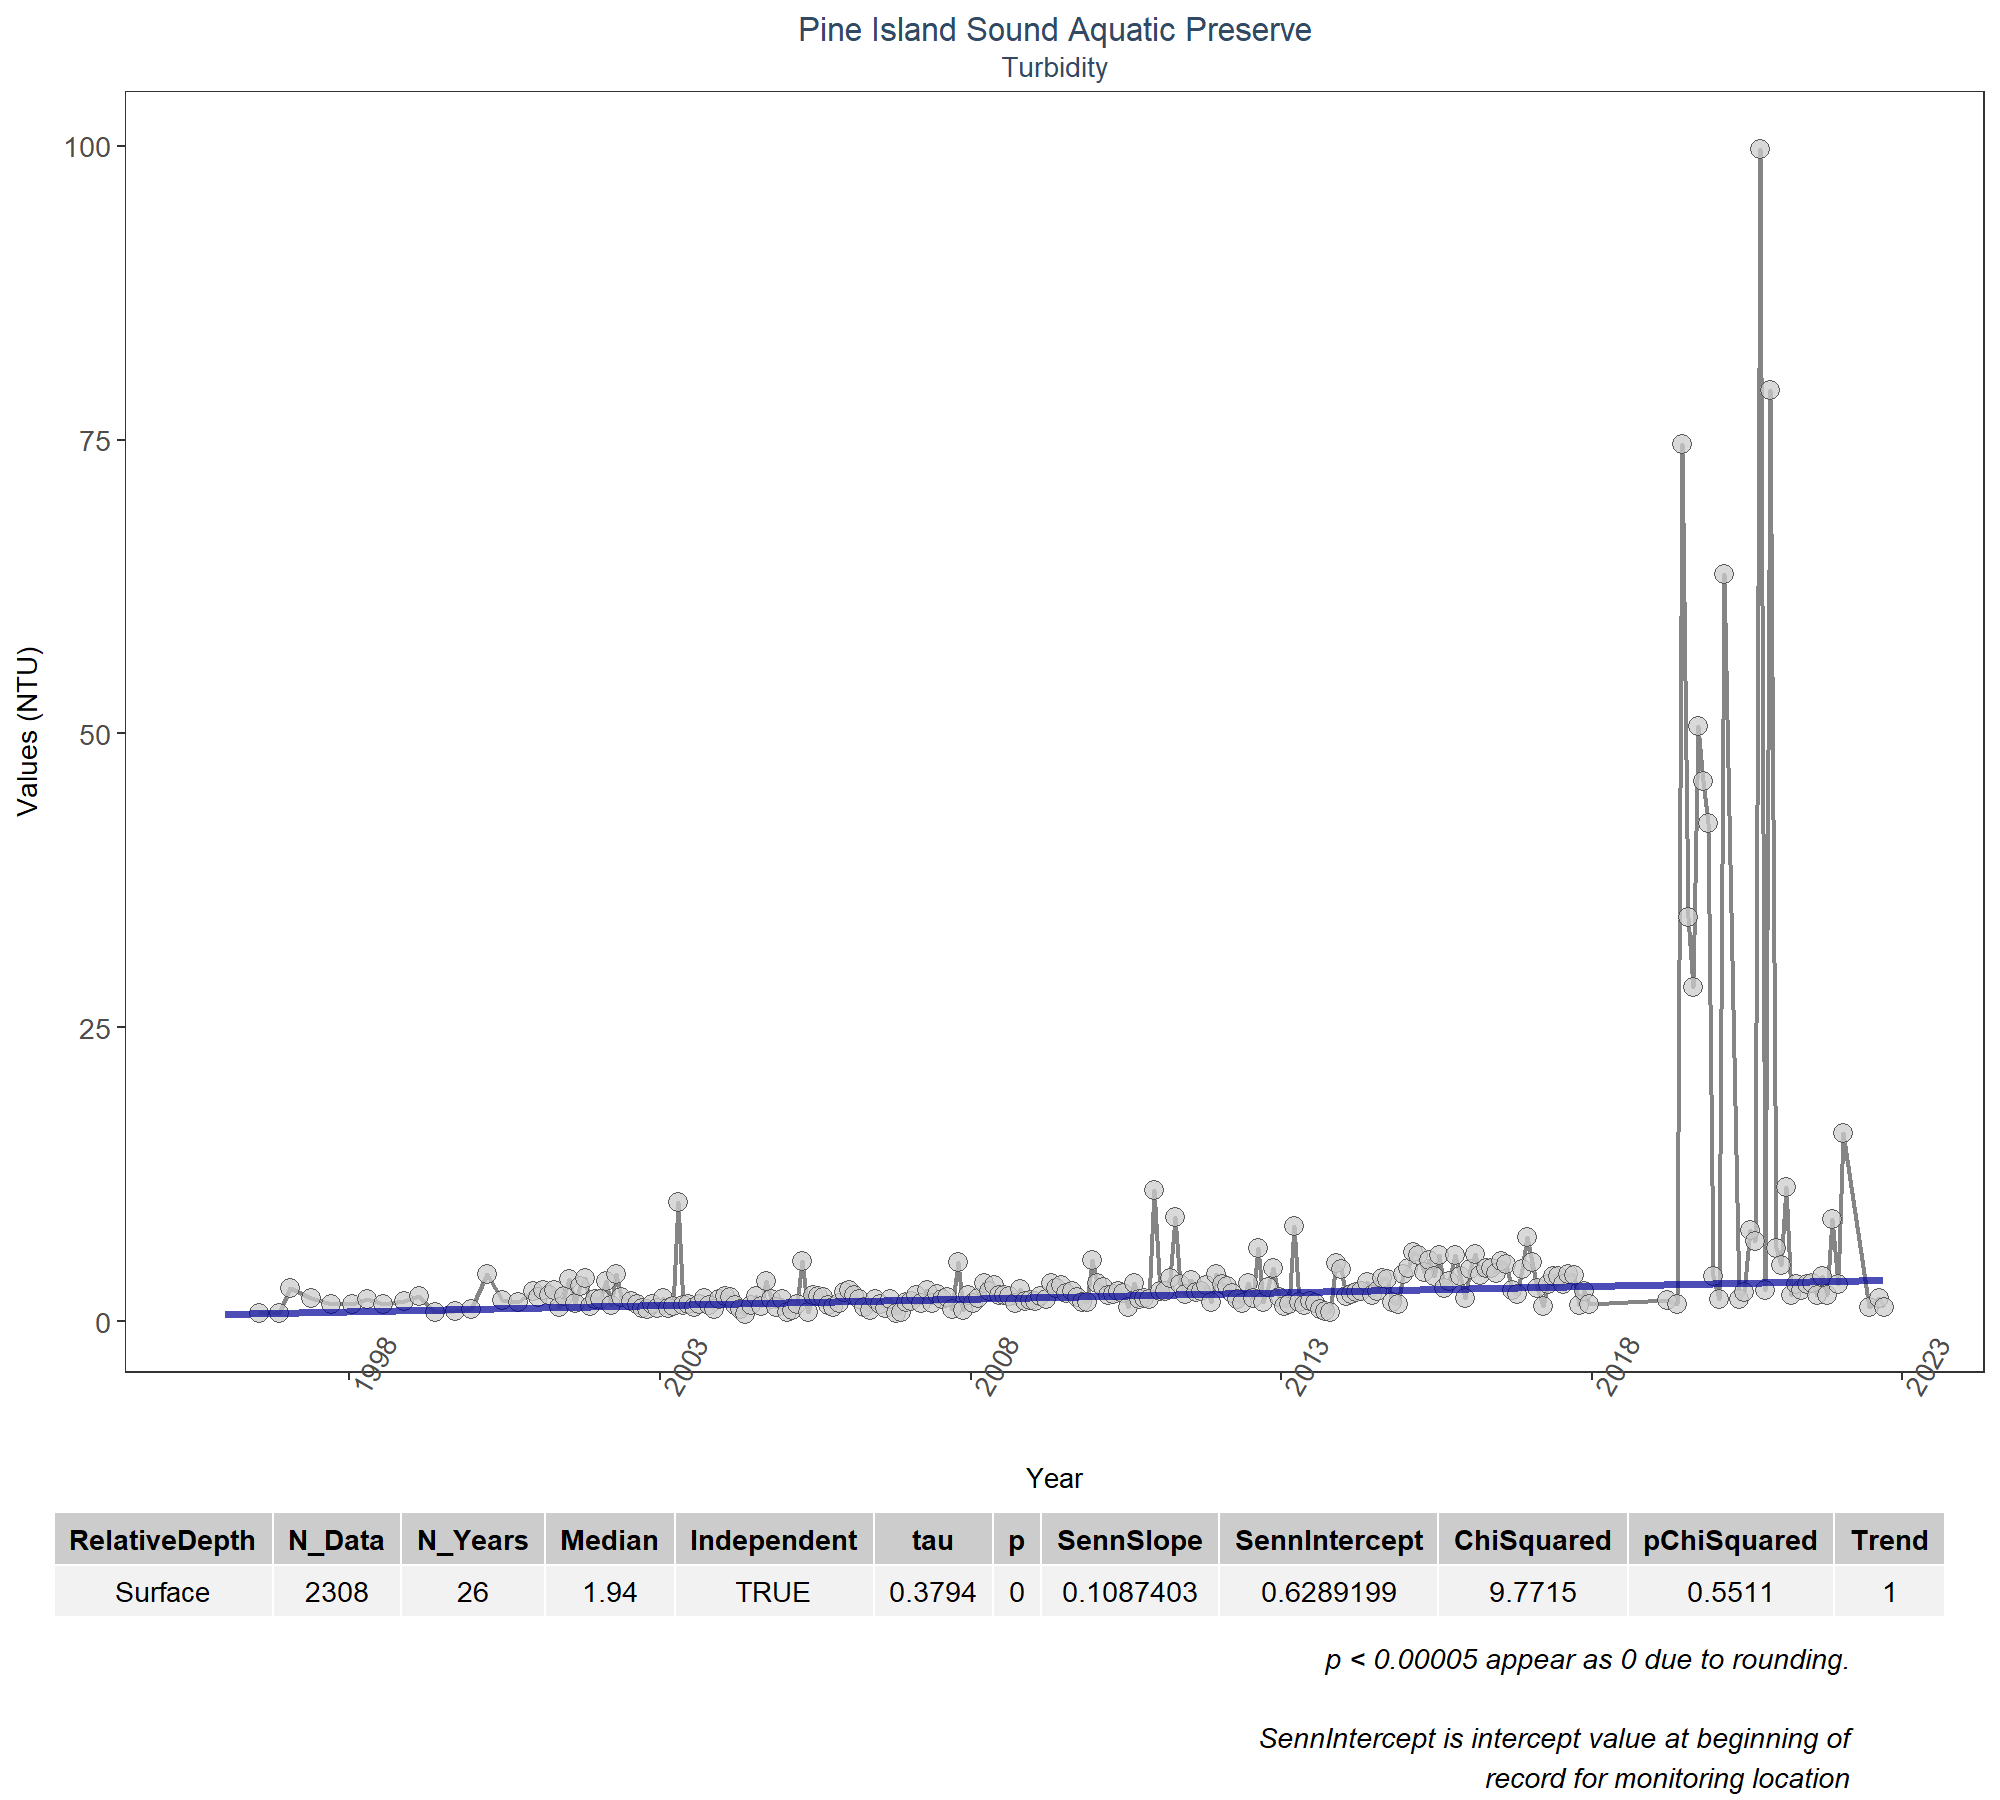 Pine Island Sound Aquatic Preserve
Turbidity
100
75
50
25
0
Values (NTU)
1998
2003
2008
2013
2018
2023
Year
RelativeDepth N_Data N_Years Median Independent tau p SennSlope SennIntercept ChiSquared pChiSquared Trend
Surface 2308 26 1.94 TRUE 0.3794 0 0.1087403 0.6289199 9.7715 0.5511 1
p < 0.00005 appear as 0 due to rounding.
SennIntercept is intercept value at beginning of
record for monitoring location